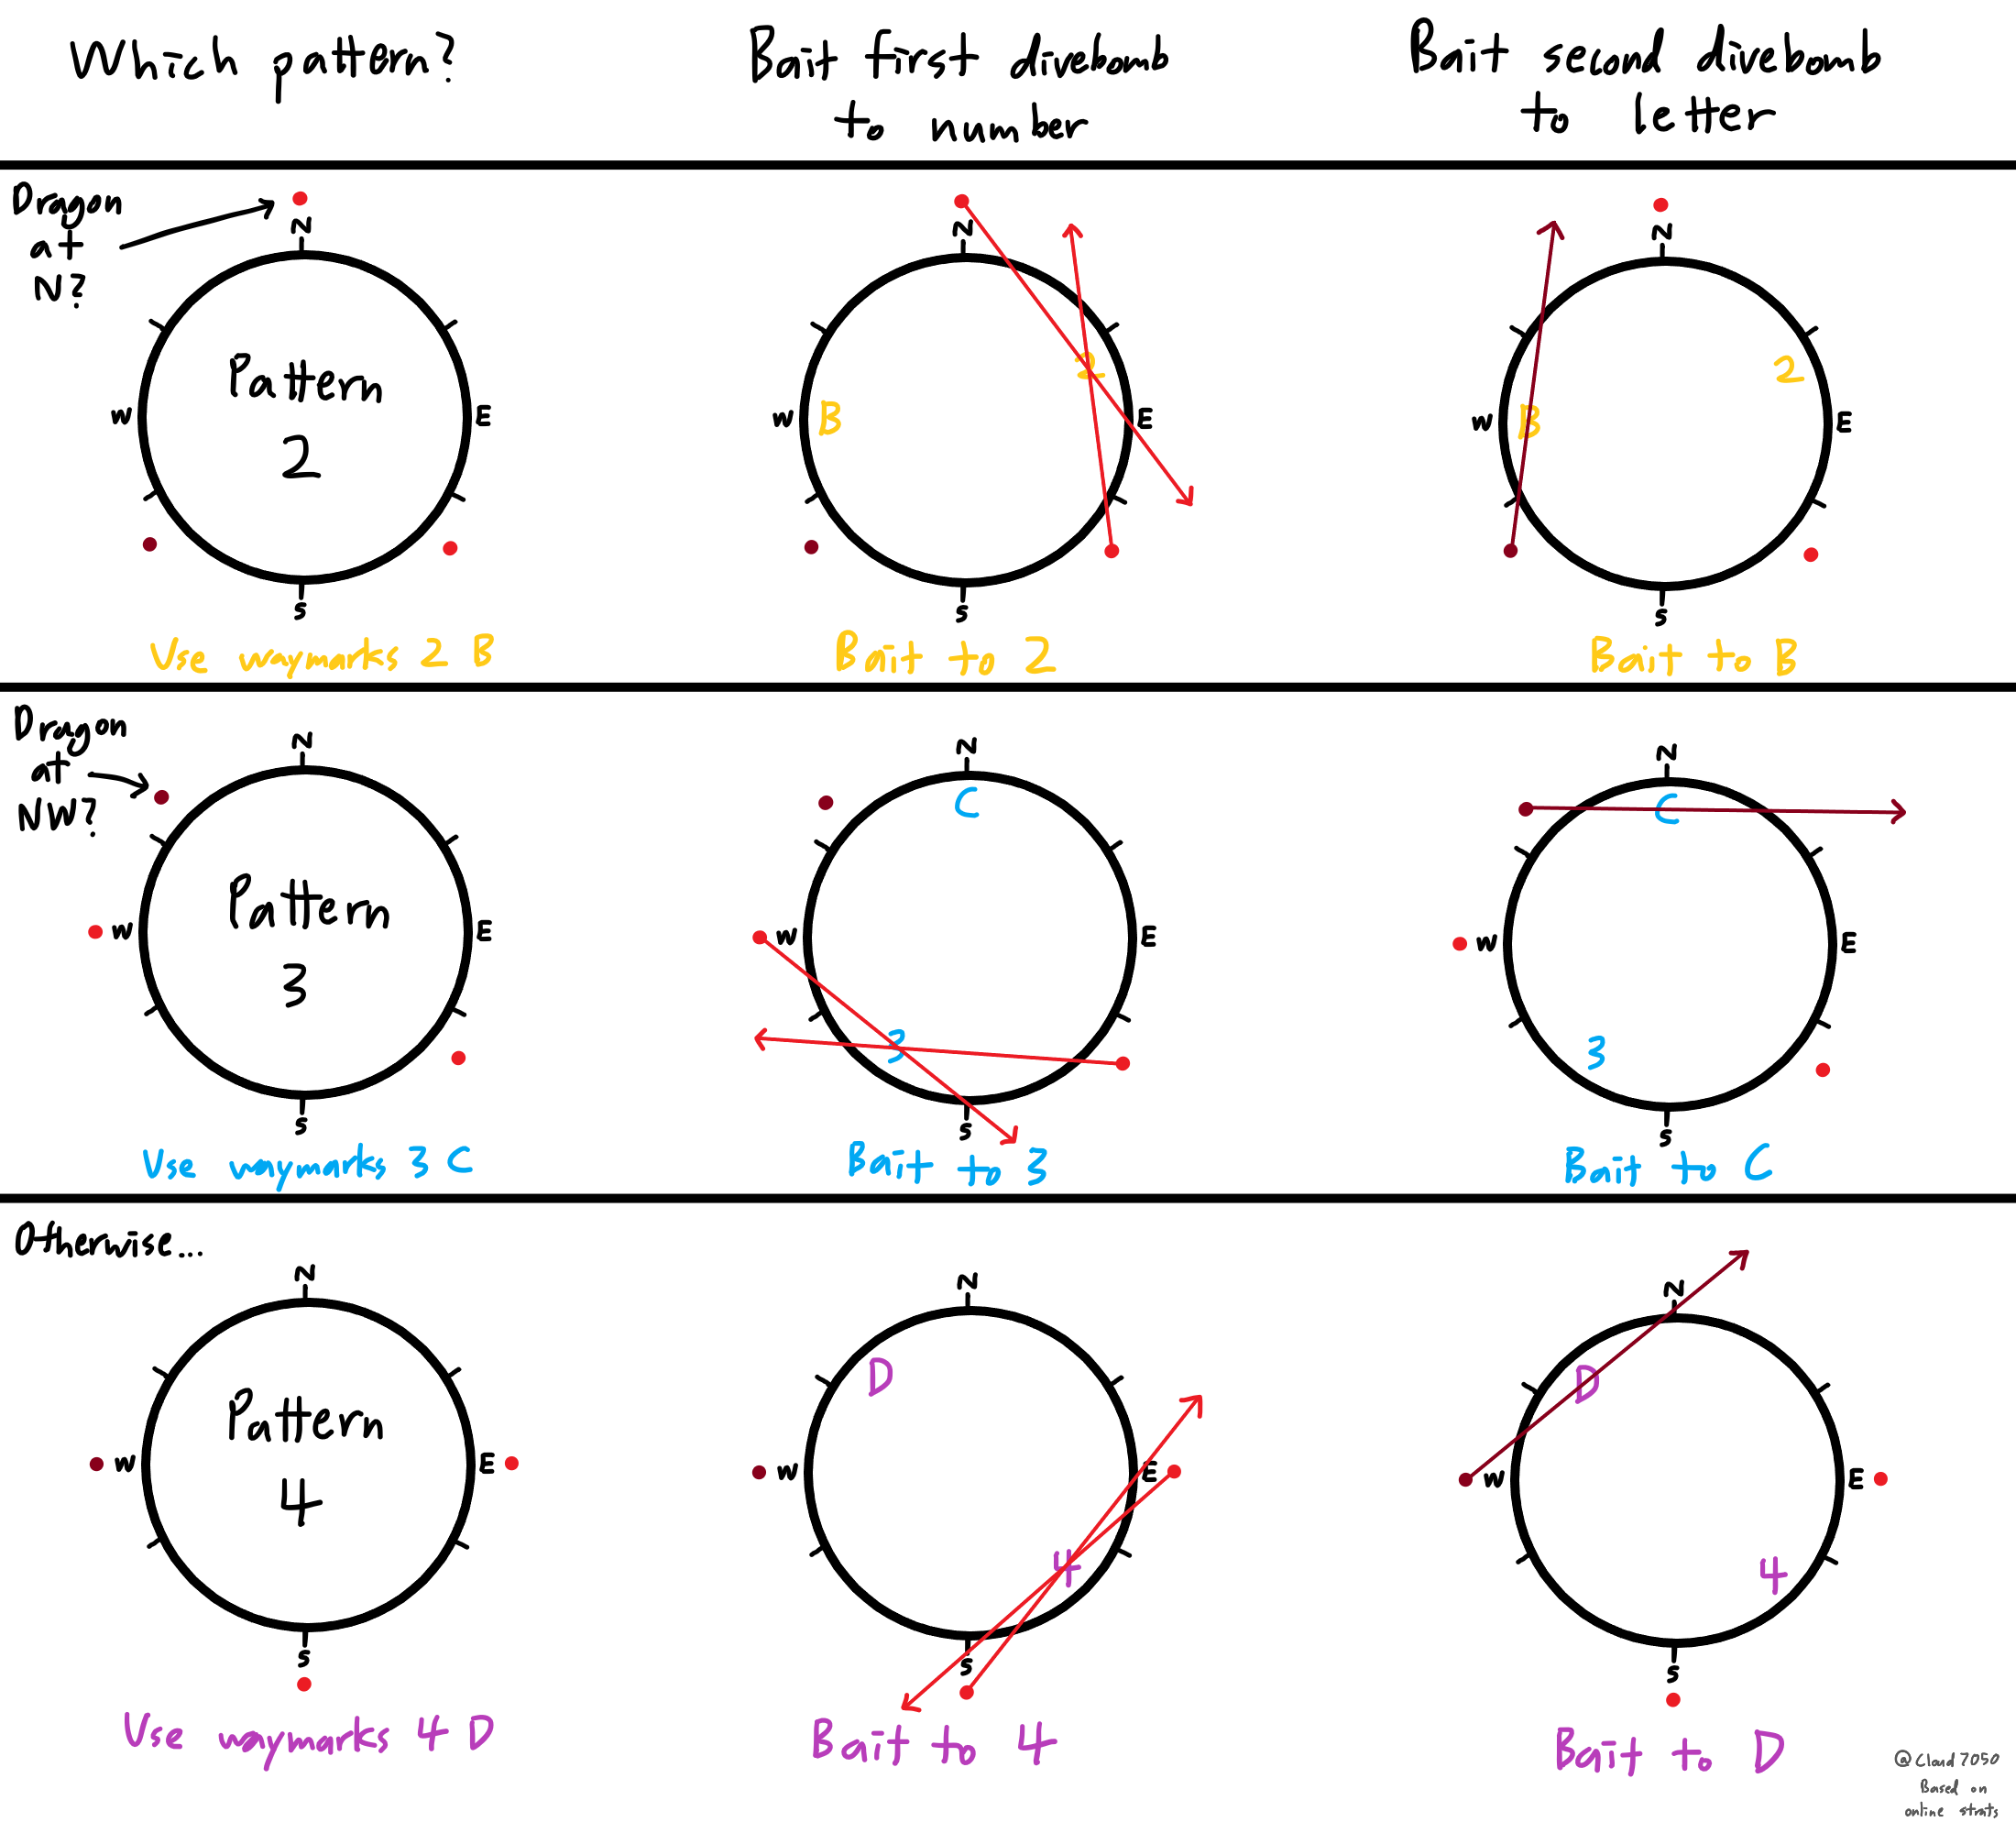 Which pattern?
Bait first divebomb
to number
Bait second divebomb
to letter
Dragon
at
N?
N
W
E
S
Pattern
2
Use waymarks 2 B
N
W
E
S
B
2
Bait to 2
N
W
E
S
B
2
Bait to B
Dragon
at
NW?
N
W
E
S
Pattern
3
Use waymarks 3 C
N
C
W
E
3
S
Bait to 3
N
C
W
E
3
S
Bait to C
Otherwise...
N
W
E
S
Pattern
4
Use waymarks 4 D
N
D
W
E
4
S
Bait to 4
N
D
W
E
4
S
Bait to D
@Cloud7050
Based on
online strats